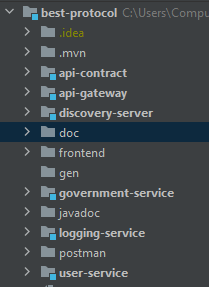 best-protocol C:\Users\Compu
.idea
.mvn
api-contract
api-gateway
discovery-server
doc
frontend
gen
government-service
javadoc
logging-service
postman
user-service